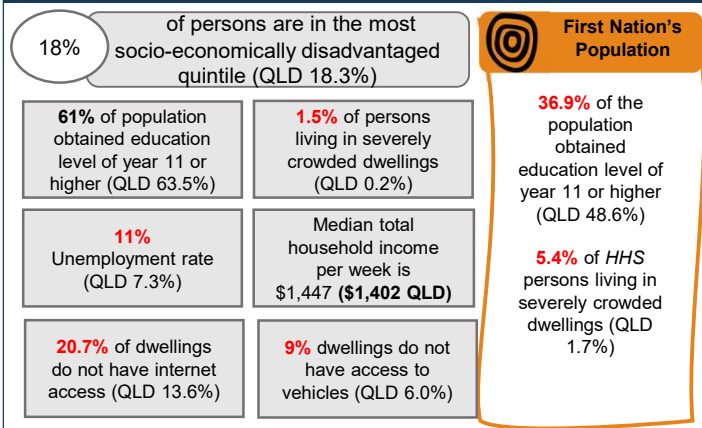 18%
of persons are in the most
socio-economically disadvantaged
quintile (QLD 18.3%)
61% of population
obtained education
level of year 11 or
higher (QLD 63.5%)
1.5% of persons
living in severely
crowded dwellings
(QLD 0.2%)
11%
Unemployment rate
(QLD 7.3%)
Median total
household income
per week is
$1,447 ($1,402 QLD)
20.7% of dwellings
do not have internet
access (QLD 13.6%)
9% dwellings do not
have access to
vehicles (QLD 6.0%)
First Nation's
Population
36.9% of the
population
obtained
education level of
year 11 or higher
(QLD 48.6%)
5.4% of HHS
persons living in
severely crowded
dwellings (QLD
1.7%)